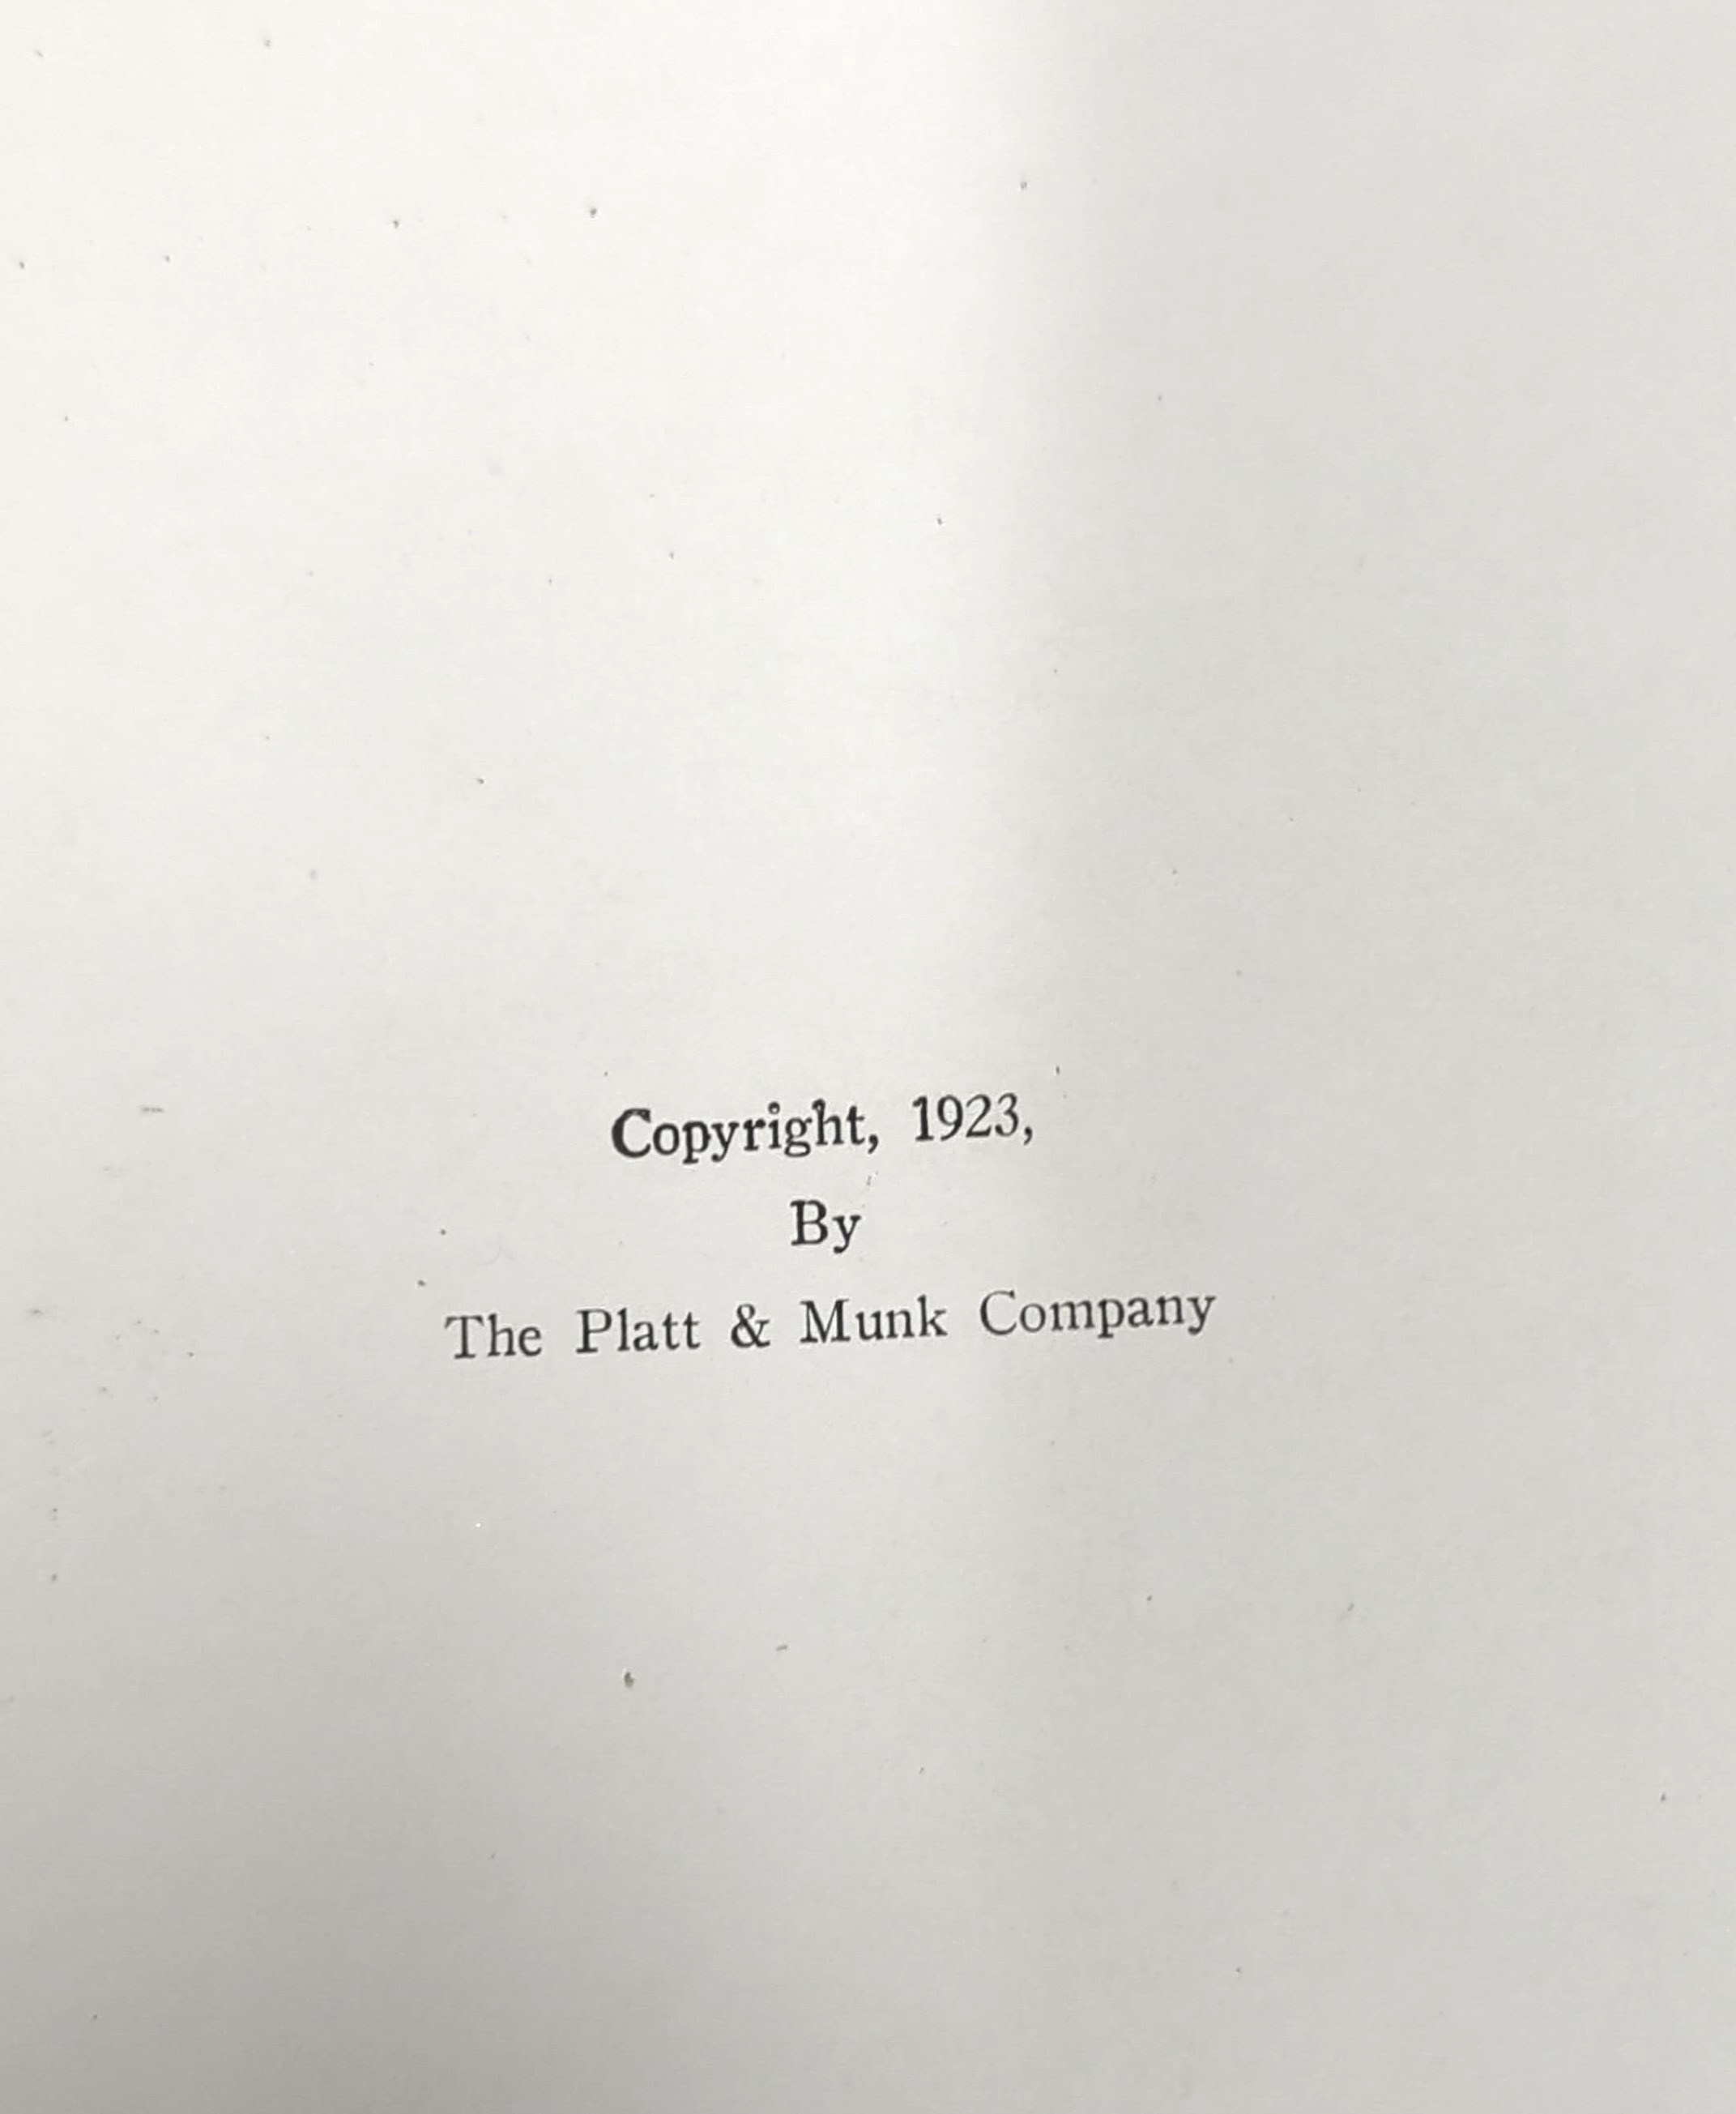 Copyright, 1923,
By
The Platt & Munk Company